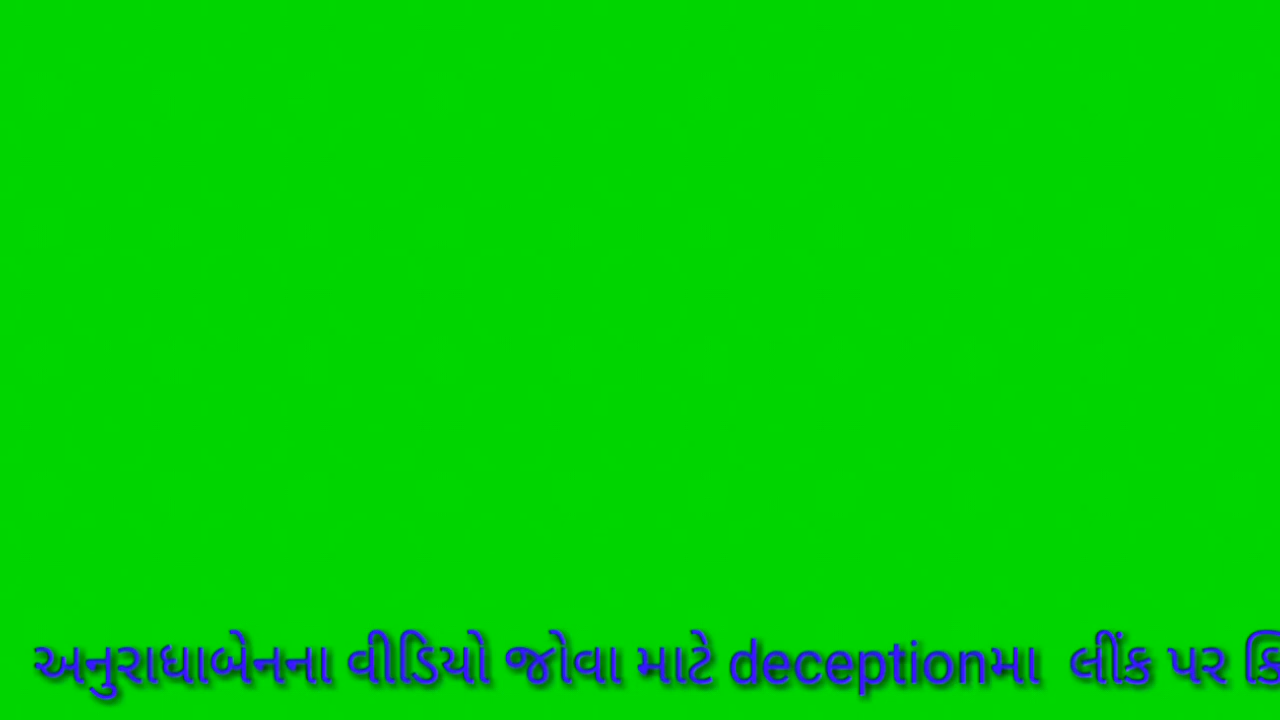 અનુરાધાબેનના વીડિયો જોવા માટે deceptionમા લીંક પર